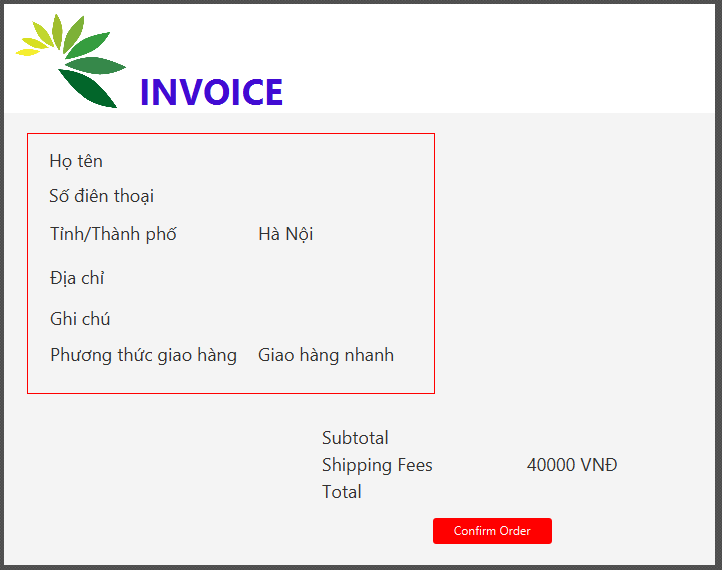 INVOICE
Họ tên
Số điên thoại
Tỉnh/Thành phố Hà Nội
Địa chỉ
Ghi chú
Phương thức giao hàng Giao hàng nhanh
Subtotal
Shipping Fees 40000 VNĐ
Total
Confirm Order